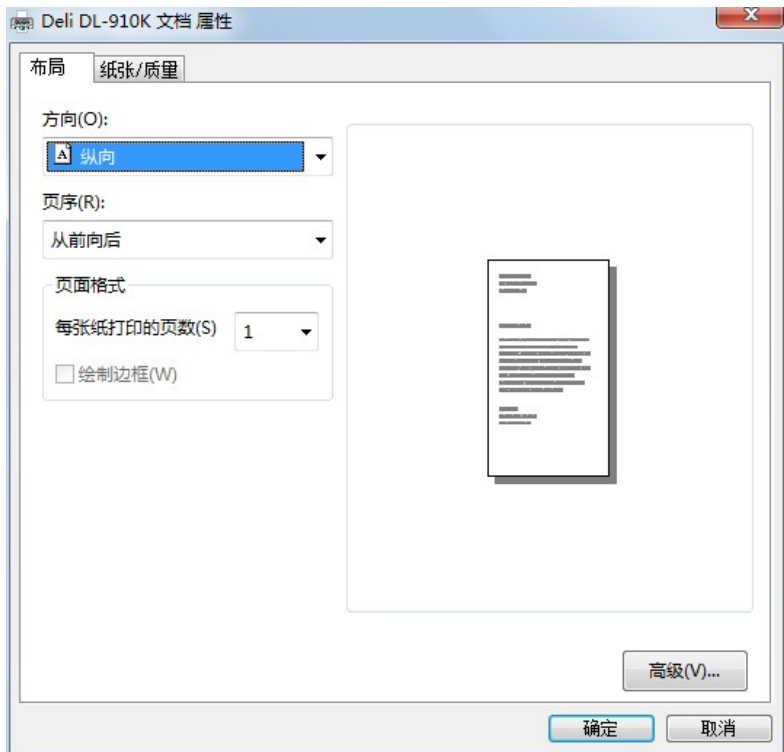 Deli DL-910K 文档 属性
布局
纸张/质量
方向(O):
A 纵向
页序(R):
从前向后
页面格式
每张纸打印的页数(S)
1
绘制边框(W)
高级(V)...
确定
取消